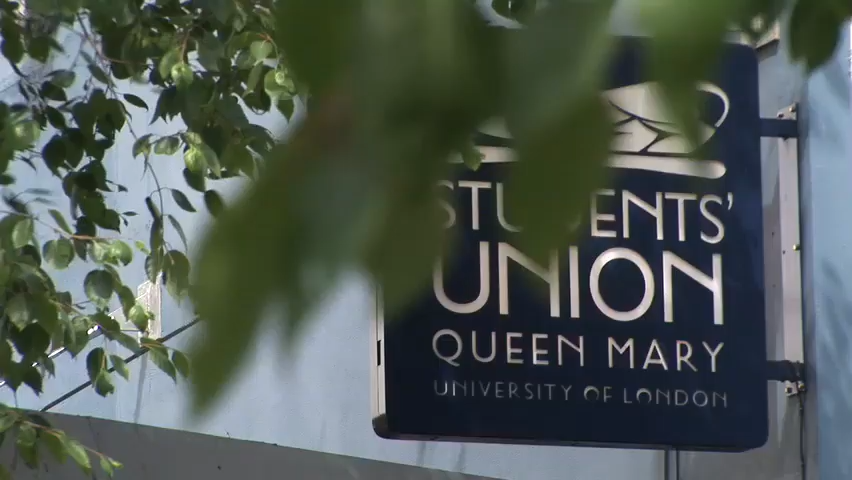 STUDENTS'
UNION
QUEEN MARY
UNIVERSITY OF LONDON